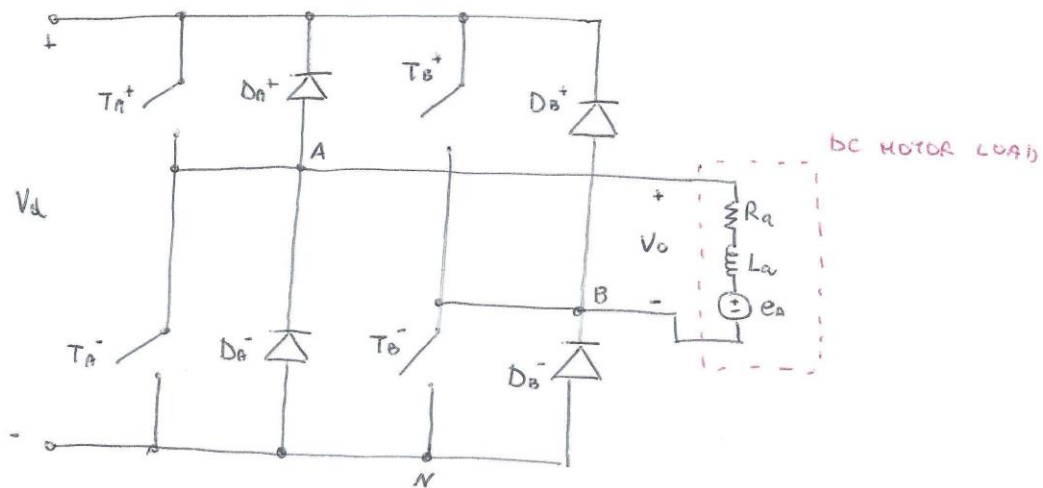 +
TA+
DA+
TB+
DB+
DC MOTOR LOAD
A
Vd
+
Ra
Vo
La
B
-
eA
TA-
DA-
TB-
DB-
-
N